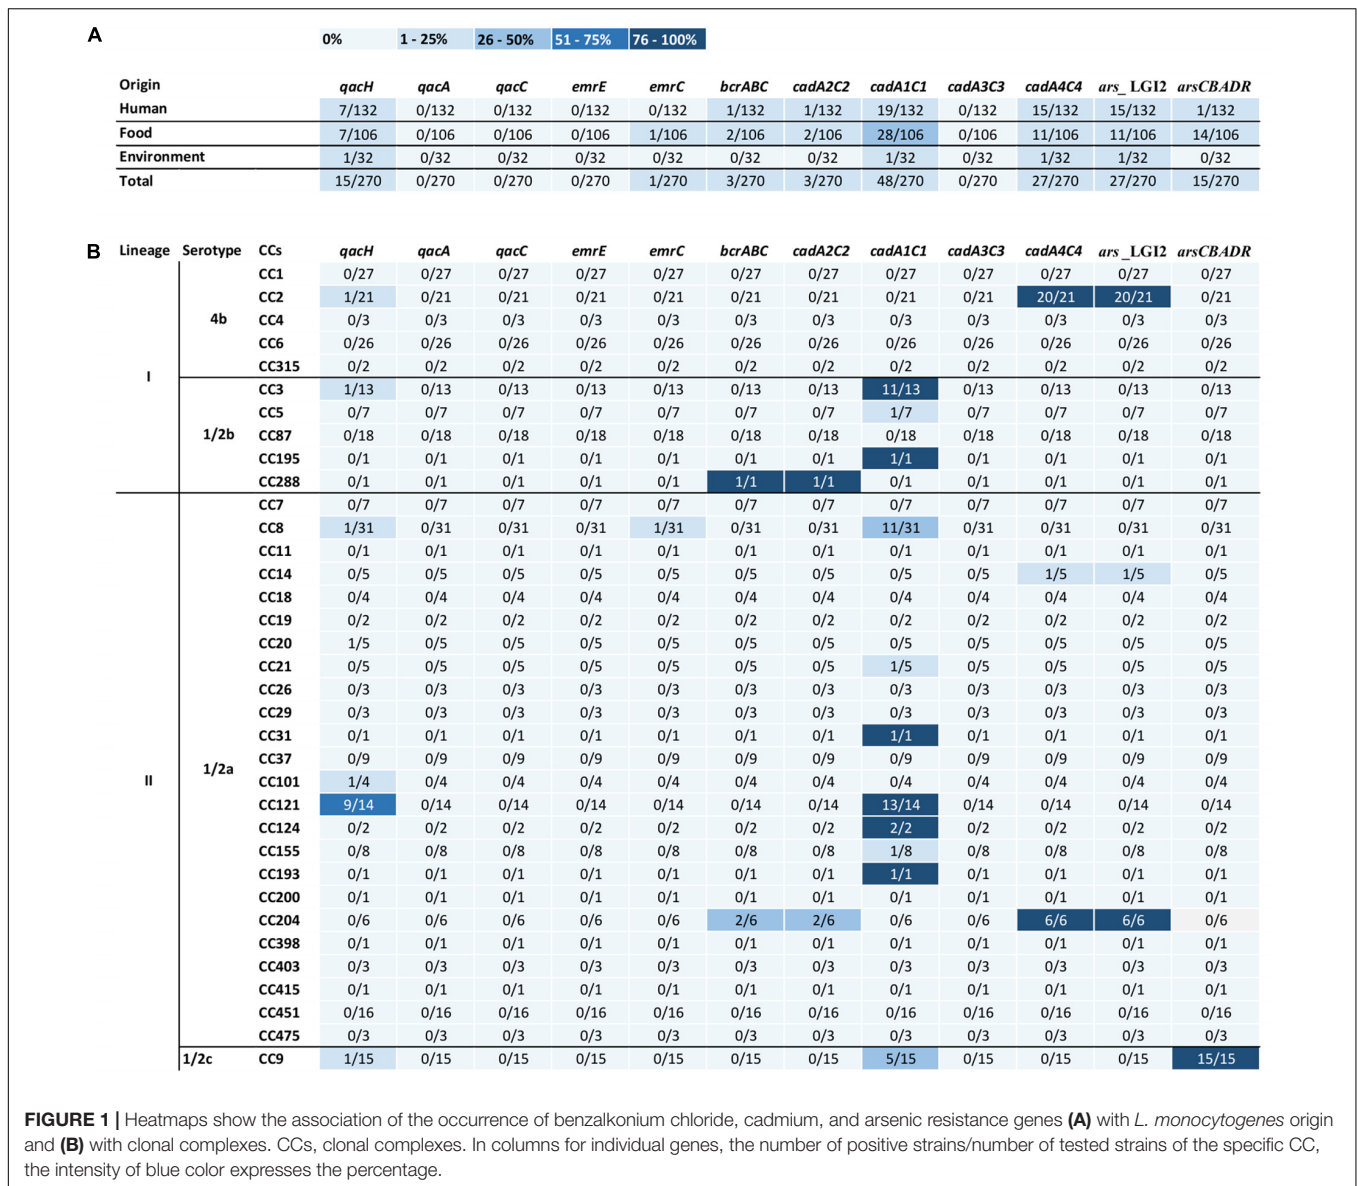 A
0% 1 - 25% 26 - 50% 51 - 75% 76 - 100%
Origin qacH qacA qacC emrE emrC bcrABC cadA2C2 cadA1C1 cadA3C3 cadA4C4 ars_LGI2 arsCBADR
Human 7/132 0/132 0/132 0/132 0/132 1/132 1/132 19/132 0/132 15/132 15/132 1/132
Food 7/106 0/106 0/106 0/106 1/106 2/106 2/106 28/106 0/106 11/106 11/106 14/106
Environment 1/32 0/32 0/32 0/32 0/32 0/32 0/32 1/32 0/32 1/32 1/32 0/32
Total 15/270 0/270 0/270 0/270 1/270 3/270 3/270 48/270 0/270 27/270 27/270 15/270
B Lineage Serotype CCs qacH qacA qacC emrE emrC bcrABC cadA2C2 cadA1C1 cadA3C3 cadA4C4 ars_LGI2 arsCBADR
CC1 0/27 0/27 0/27 0/27 0/27 0/27 0/27 0/27 0/27 0/27 0/27 0/27
CC2 1/21 0/21 0/21 0/21 0/21 0/21 0/21 0/21 0/21 20/21 20/21 0/21
4b CC4 0/3 0/3 0/3 0/3 0/3 0/3 0/3 0/3 0/3 0/3 0/3 0/3
CC6 0/26 0/26 0/26 0/26 0/26 0/26 0/26 0/26 0/26 0/26 0/26 0/26
CC315 0/2 0/2 0/2 0/2 0/2 0/2 0/2 0/2 0/2 0/2 0/2 0/2
I
CC3 1/13 0/13 0/13 0/13 0/13 0/13 0/13 11/13 0/13 0/13 0/13 0/13
CC5 0/7 0/7 0/7 0/7 0/7 0/7 0/7 1/7 0/7 0/7 0/7 0/7
1/2b CC87 0/18 0/18 0/18 0/18 0/18 0/18 0/18 0/18 0/18 0/18 0/18 0/18
CC195 0/1 0/1 0/1 0/1 0/1 0/1 0/1 1/1 0/1 0/1 0/1 0/1
CC288 0/1 0/1 0/1 0/1 0/1 1/1 1/1 0/1 0/1 0/1 0/1 0/1
CC7 0/7 0/7 0/7 0/7 0/7 0/7 0/7 0/7 0/7 0/7 0/7 0/7
CC8 1/31 0/31 0/31 0/31 1/31 0/31 0/31 11/31 0/31 0/31 0/31 0/31
CC11 0/1 0/1 0/1 0/1 0/1 0/1 0/1 0/1 0/1 0/1 0/1 0/1
CC14 0/5 0/5 0/5 0/5 0/5 0/5 0/5 0/5 0/5 1/5 1/5 0/5
CC18 0/4 0/4 0/4 0/4 0/4 0/4 0/4 0/4 0/4 0/4 0/4 0/4
CC19 0/2 0/2 0/2 0/2 0/2 0/2 0/2 0/2 0/2 0/2 0/2 0/2
CC20 1/5 0/5 0/5 0/5 0/5 0/5 0/5 0/5 0/5 0/5 0/5 0/5
CC21 0/5 0/5 0/5 0/5 0/5 0/5 0/5 1/5 0/5 0/5 0/5 0/5
CC26 0/3 0/3 0/3 0/3 0/3 0/3 0/3 0/3 0/3 0/3 0/3 0/3
CC29 0/3 0/3 0/3 0/3 0/3 0/3 0/3 0/3 0/3 0/3 0/3 0/3
CC31 0/1 0/1 0/1 0/1 0/1 0/1 0/1 1/1 0/1 0/1 0/1 0/1
CC37 0/9 0/9 0/9 0/9 0/9 0/9 0/9 0/9 0/9 0/9 0/9 0/9
1/2a
II CC101 1/4 0/4 0/4 0/4 0/4 0/4 0/4 0/4 0/4 0/4 0/4 0/4
CC121 9/14 0/14 0/14 0/14 0/14 0/14 0/14 13/14 0/14 0/14 0/14 0/14
CC124 0/2 0/2 0/2 0/2 0/2 0/2 0/2 2/2 0/2 0/2 0/2 0/2
CC155 0/8 0/8 0/8 0/8 0/8 0/8 0/8 1/8 0/8 0/8 0/8 0/8
CC193 0/1 0/1 0/1 0/1 0/1 0/1 0/1 1/1 0/1 0/1 0/1 0/1
CC200 0/1 0/1 0/1 0/1 0/1 0/1 0/1 0/1 0/1 0/1 0/1 0/1
CC204 0/6 0/6 0/6 0/6 0/6 2/6 2/6 0/6 0/6 6/6 6/6 0/6
CC398 0/1 0/1 0/1 0/1 0/1 0/1 0/1 0/1 0/1 0/1 0/1 0/1
CC403 0/3 0/3 0/3 0/3 0/3 0/3 0/3 0/3 0/3 0/3 0/3 0/3
CC415 0/1 0/1 0/1 0/1 0/1 0/1 0/1 0/1 0/1 0/1 0/1 0/1
CC451 0/16 0/16 0/16 0/16 0/16 0/16 0/16 0/16 0/16 0/16 0/16 0/16
CC475 0/3 0/3 0/3 0/3 0/3 0/3 0/3 0/3 0/3 0/3 0/3 0/3
1/2c CC9 1/15 0/15 0/15 0/15 0/15 0/15 0/15 5/15 0/15 0/15 0/15 15/15
FIGURE 1 | Heatmaps show the association of the occurrence of benzalkonium chloride, cadmium, and arsenic resistance genes (A) with L. monocytogenes origin
and (B) with clonal complexes. CCs, clonal complexes. In columns for individual genes, the number of positive strains/number of tested strains of the specific CC,
the intensity of blue color expresses the percentage.